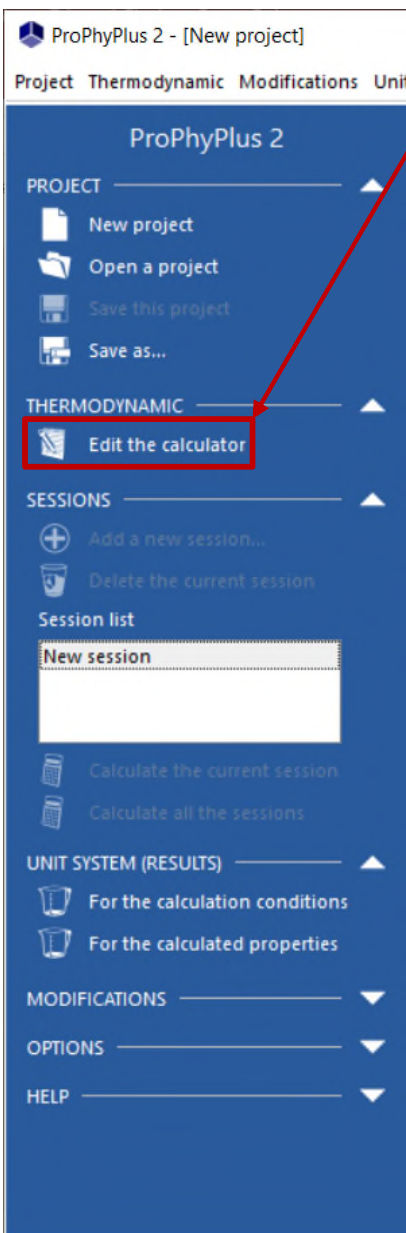 ProPhyPlus 2 - [New project]
Project Thermodynamic Modifications Unit
ProPhyPlus 2
PROJECT
New project
Open a project
Save this project
Save as...
THERMODYNAMIC
Edit the calculator
SESSIONS
Add a new session...
Delete the current session
Session list
New session
Calculate the current session
Calculate all the sessions
UNIT SYSTEM (RESULTS)
For the calculation conditions
For the calculated properties
MODIFICATIONS
OPTIONS
HELP